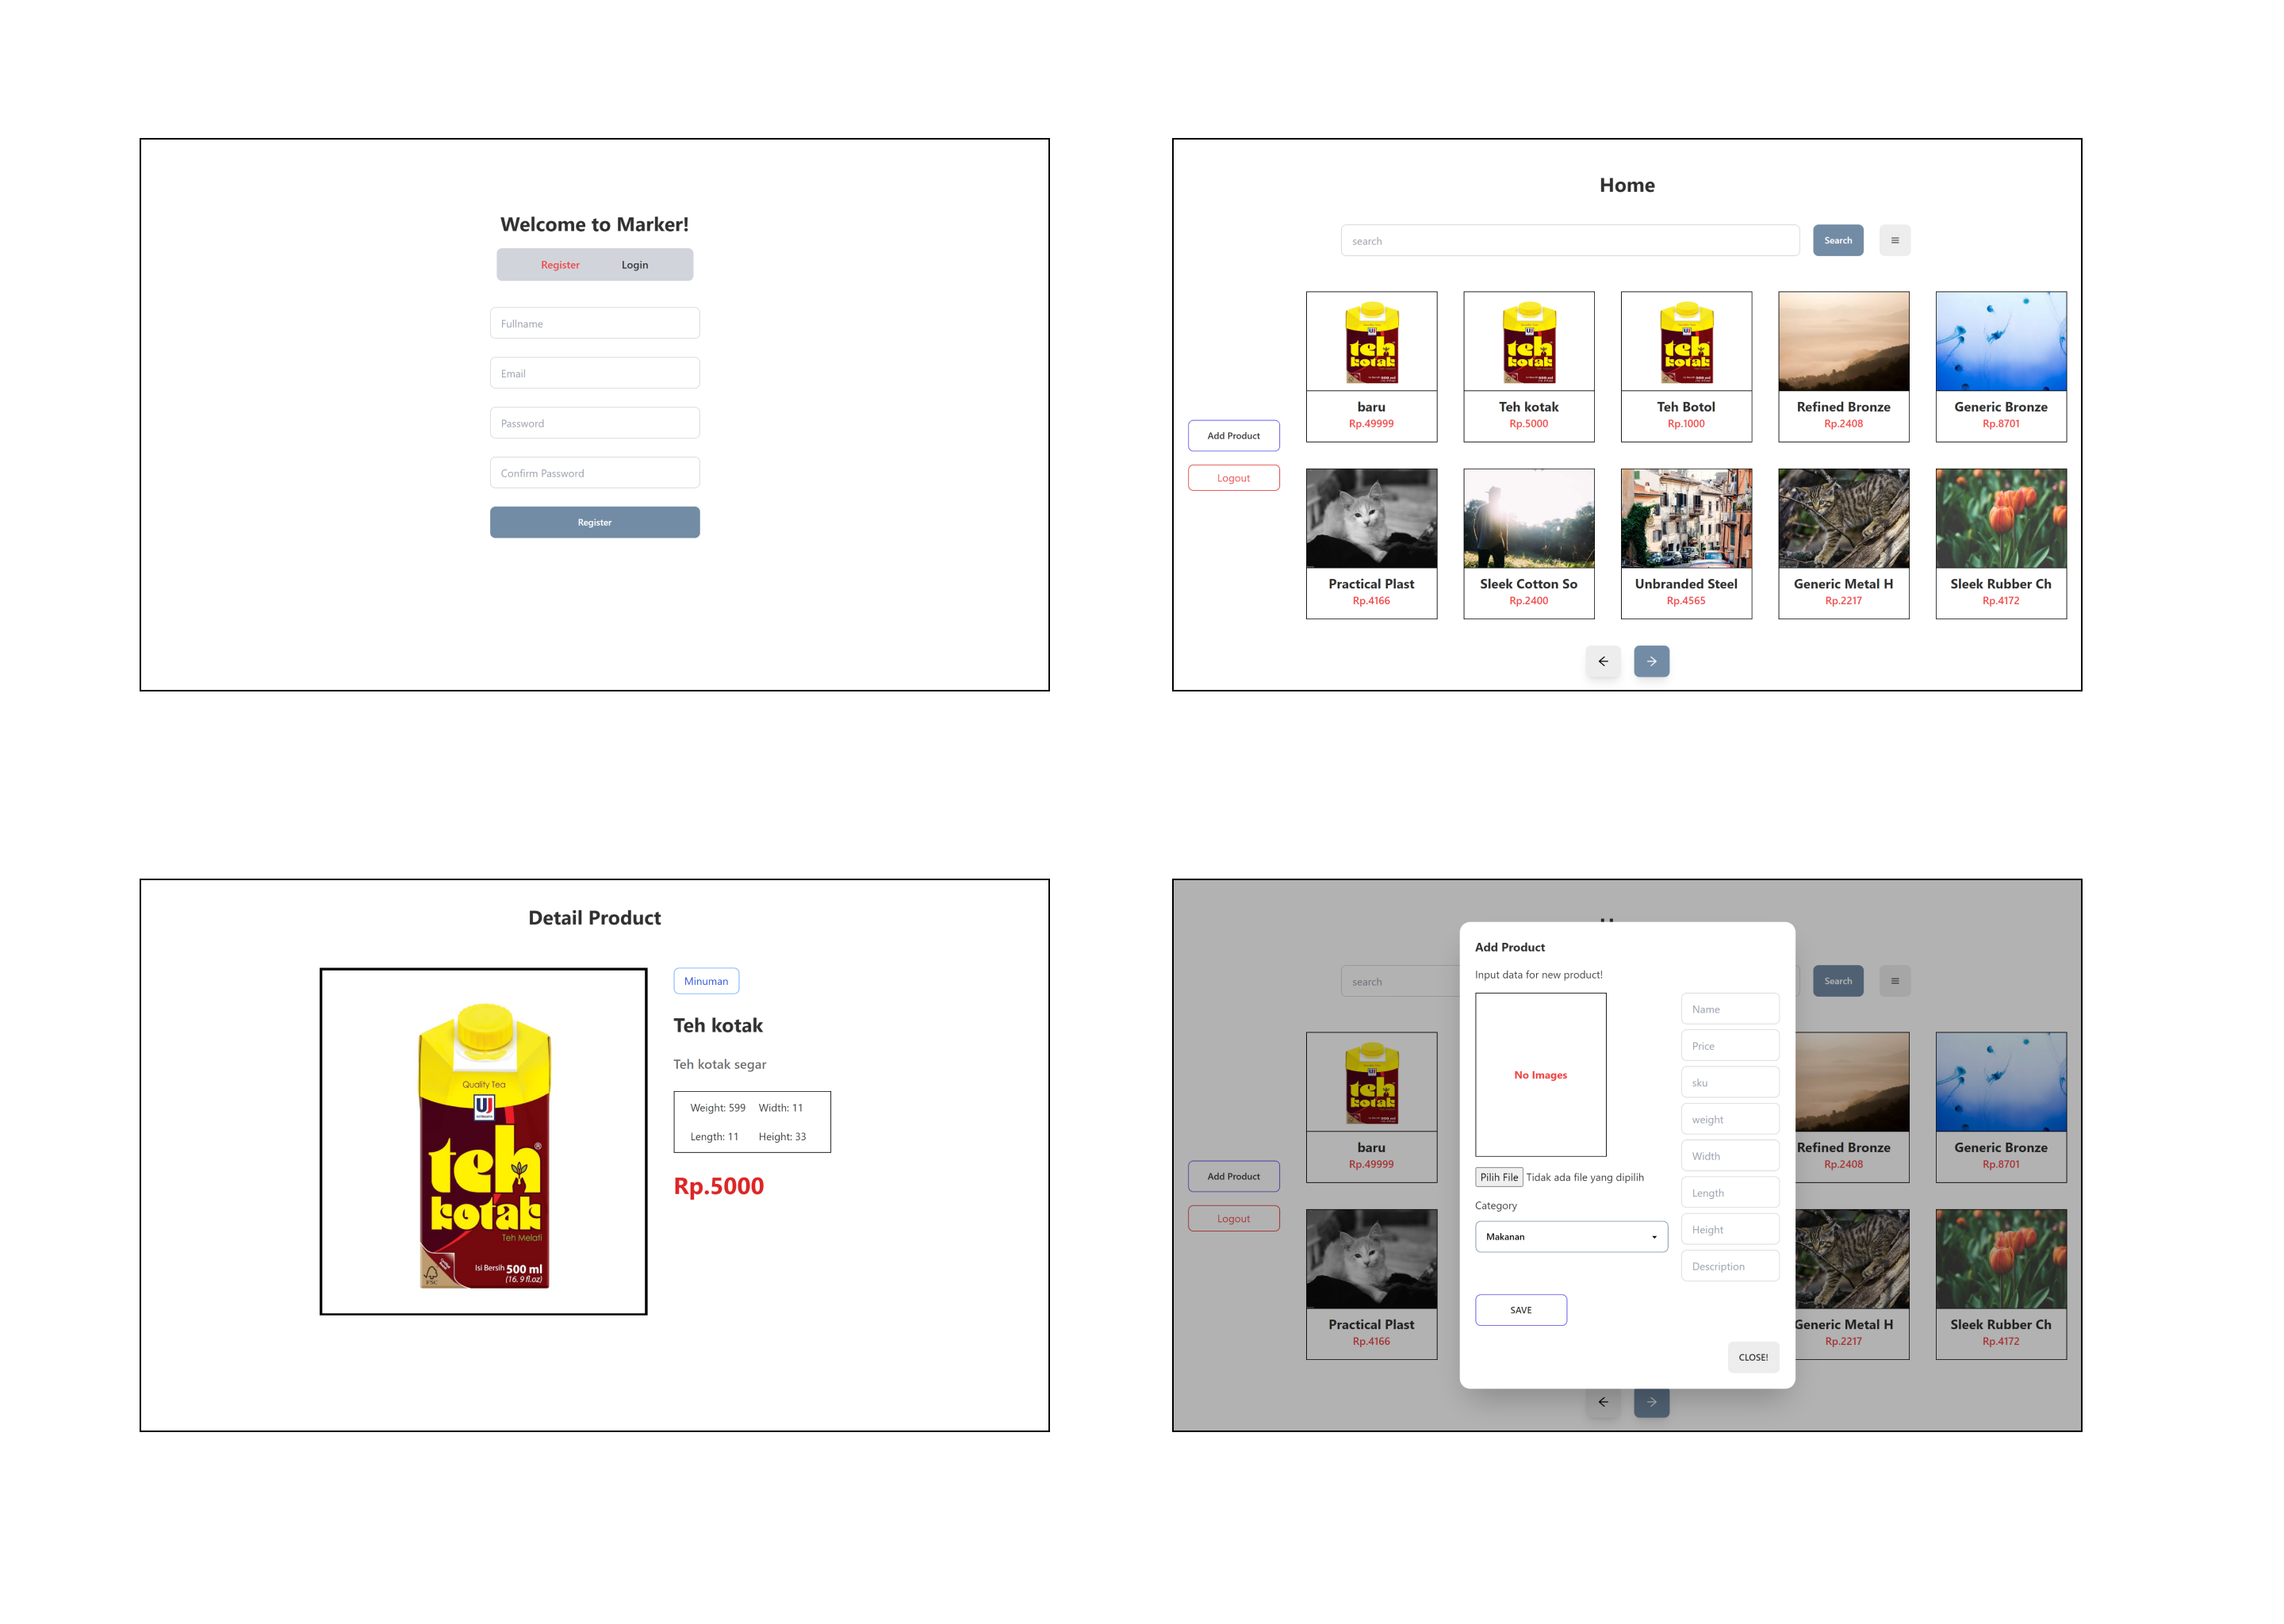 Welcome to Marker!
Register Login
Fullname
Email
Password
Confirm Password
Register
Home
search Search
teh kotak
teh kotak
teh kotak
baru Teh kotak Teh Botol Refined Bronze Generic Bronze
Rp.49999 Rp.5000 Rp.1000 Rp.2408 Rp.8701
Add Product
Logout
Practical Plast Sleek Cotton So Unbranded Steel Generic Metal H Sleek Rubber Ch
Rp.4166 Rp.2400 Rp.4565 Rp.2217 Rp.4172
Detail Product
Quality Tea
UJ
teh
kotak
®
Teh Melati
Isi Bersih 500 ml
(16. 9 fl.oz)
FSC
Minuman
Teh kotak
Teh kotak segar
Weight: 599 Width: 11
Length: 11 Height: 33
Rp.5000
search Search
teh kotak
baru Refined Bronze Generic Bronze
Rp.49999 Rp.2408 Rp.8701
Add Product
Logout
Practical Plast Generic Metal H Sleek Rubber Ch
Rp.4166 Rp.2217 Rp.4172
Add Product
Input data for new product!
No Images
Pilih File Tidak ada file yang dipilih
Category
Makanan
SAVE
Name
Price
sku
weight
Width
Length
Height
Description
CLOSE!